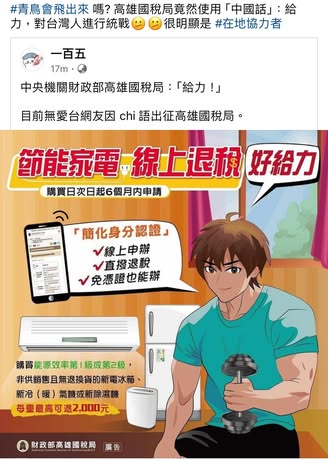 #青鳥會飛出來 嗎? 高雄國稅局竟然使用「中國話」:給
力，對台灣人進行統戰🫤🫤 很明顯是 #在地協力者
一百五
17m ·
中央機關財政部高雄國稅局:「給力！」
目前無愛台網友因 chi 語出征高雄國稅局。
節能家電 線上退稅
好給力
購買日次日起6個月內申請
「簡化身分認證」
✓線上申辦
✓直撥退稅
✓免憑證也能辦
購買能源效率第1級或第2級，
非供銷售且無退換貨的新電冰箱、
新冷(暖)氣機或新除濕機
每臺最高可退2,000元
財政部高雄國稅局
廣告